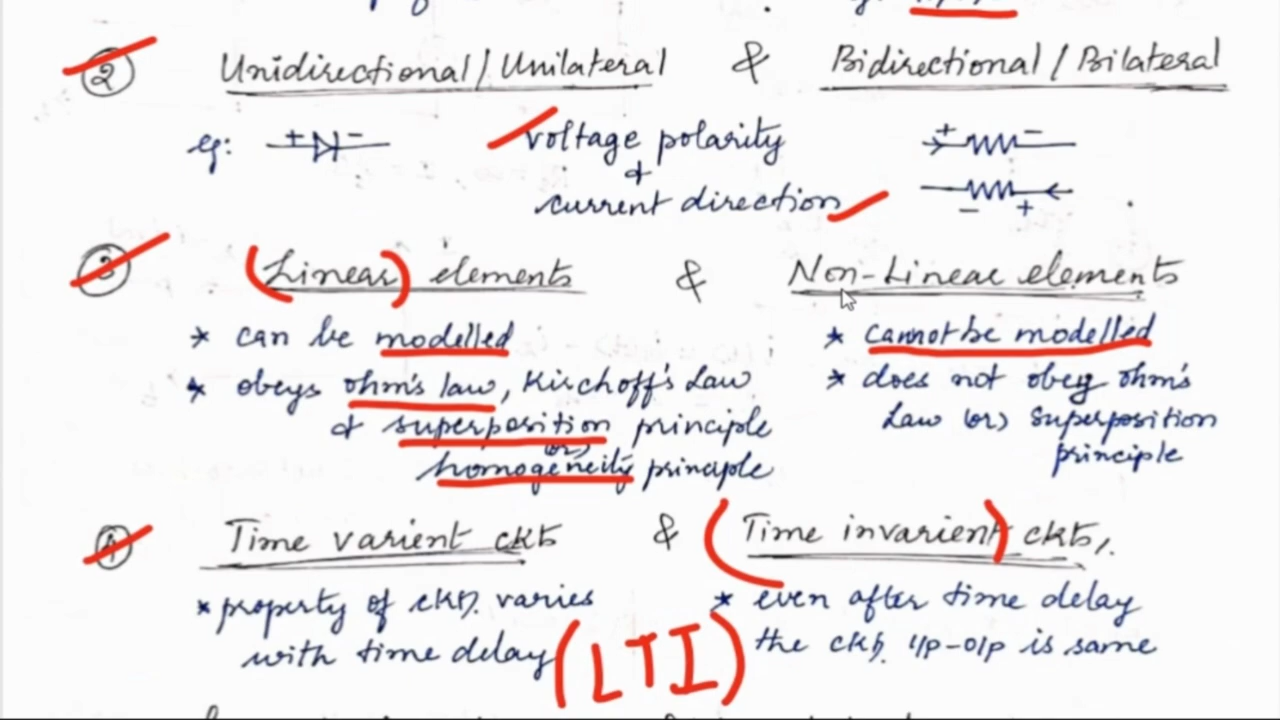 ② Unidirectional/Unilateral & Bidirectional/Bilateral
eg: + - voltage polarity + -
&
current direction - +
③ Linear elements & Non-Linear elements
* can be modelled * cannot be modelled
* obeys ohm's law, Kirchoff's Law * does not obey ohm's
& superposition principle Law (or) Superposition
(or)
homogeneity principle principle
④ Time varient ckt & Time invarient ckt,
* property of ckt. varies * even after time delay
with time delay the ckt. i/p-o/p is same
(LTI)